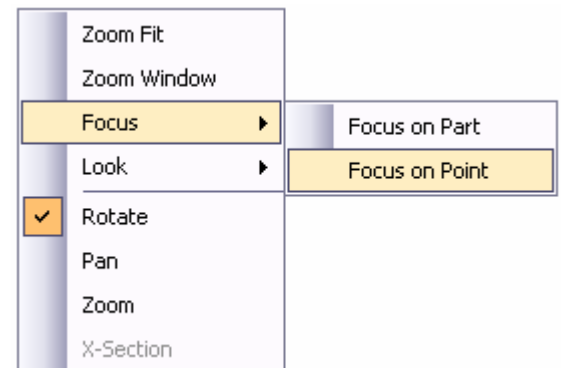 Zoom Fit
Zoom Window
Focus
Focus on Part
Look
Focus on Point
Rotate
Pan
Zoom
X-Section